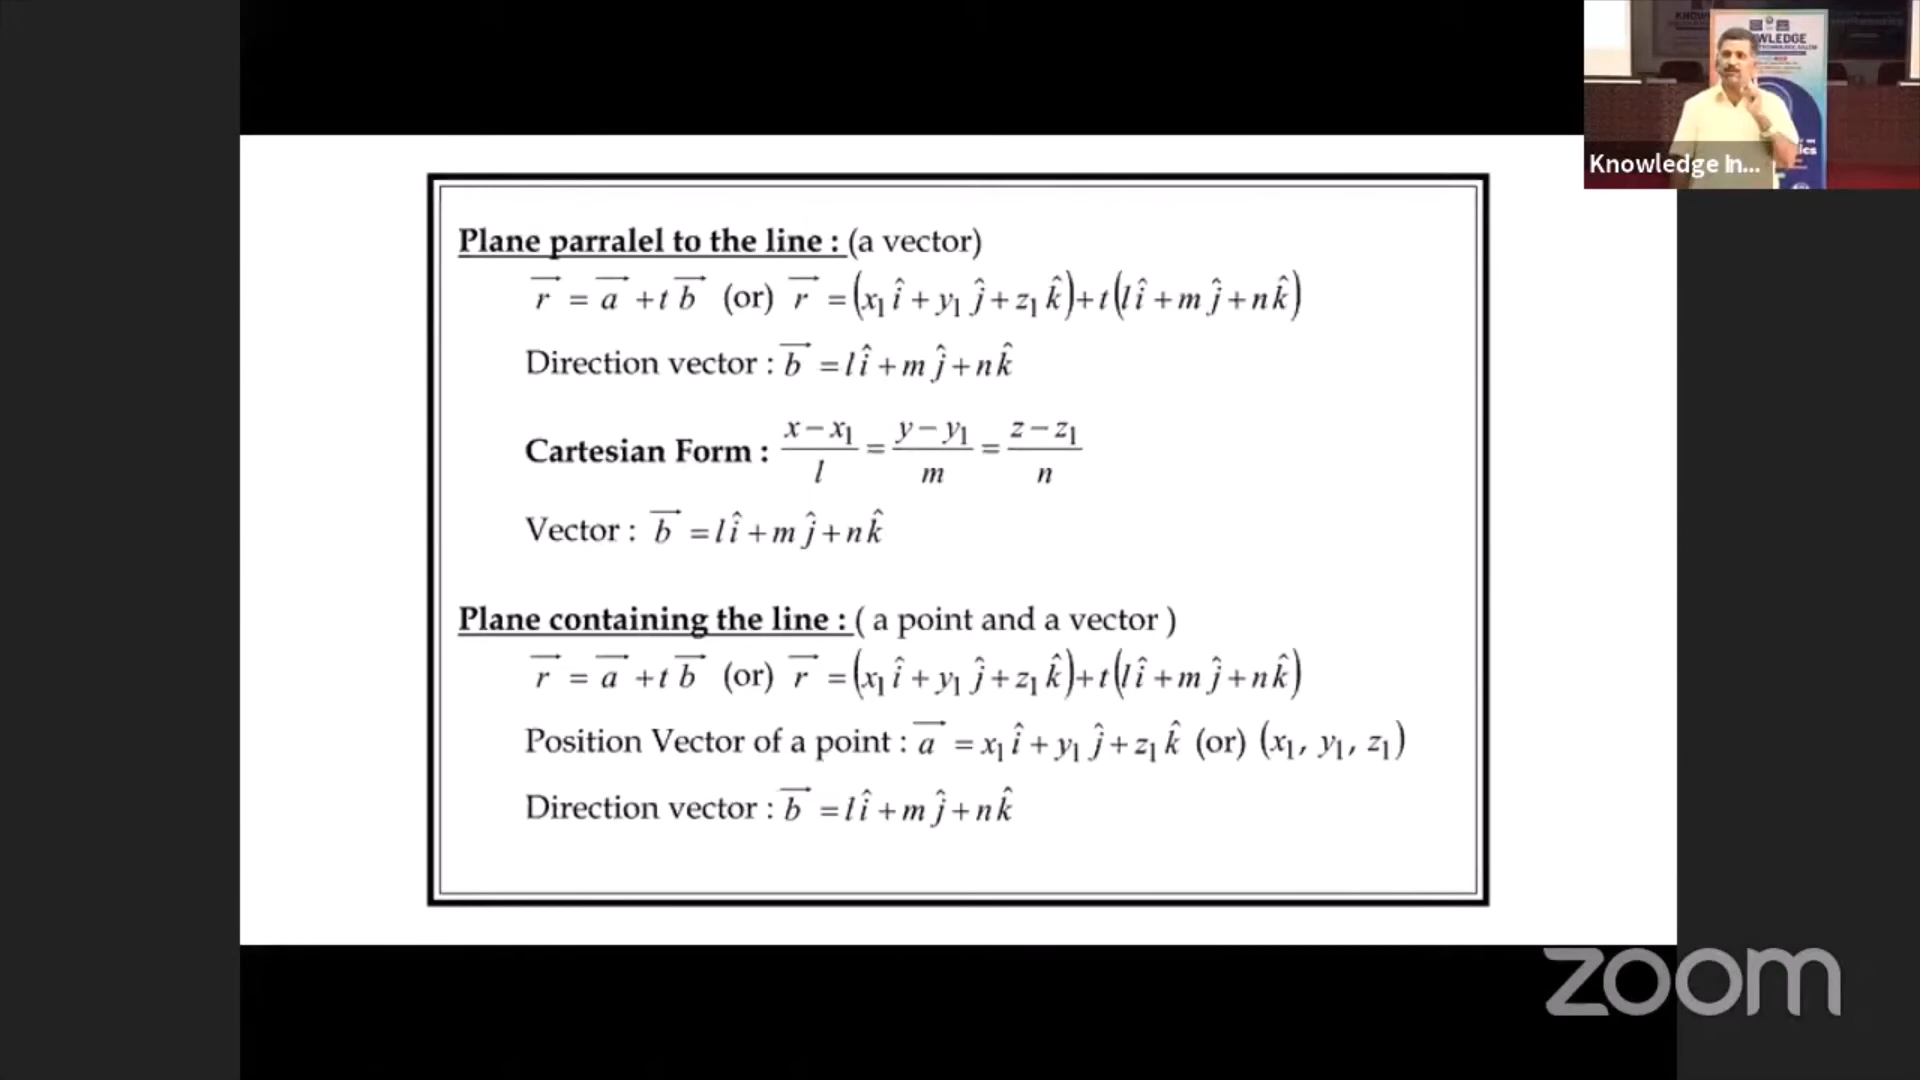 Plane parralel to the line : (a vector)
r⃗ = a⃗ + t b⃗ (or) r⃗ = (x₁ î + y₁ ĵ + z₁ k̂) + t(l î + m ĵ + n k̂)
Direction vector : b⃗ = l î + m ĵ + n k̂
Cartesian Form : (x − x₁)/l = (y − y₁)/m = (z − z₁)/n
Vector : b⃗ = l î + m ĵ + n k̂
Plane containing the line : ( a point and a vector )
r⃗ = a⃗ + t b⃗ (or) r⃗ = (x₁ î + y₁ ĵ + z₁ k̂) + t(l î + m ĵ + n k̂)
Position Vector of a point : a⃗ = x₁ î + y₁ ĵ + z₁ k̂ (or) (x₁, y₁, z₁)
Direction vector : b⃗ = l î + m ĵ + n k̂
WLEDGE
Knowledge In...
zoom